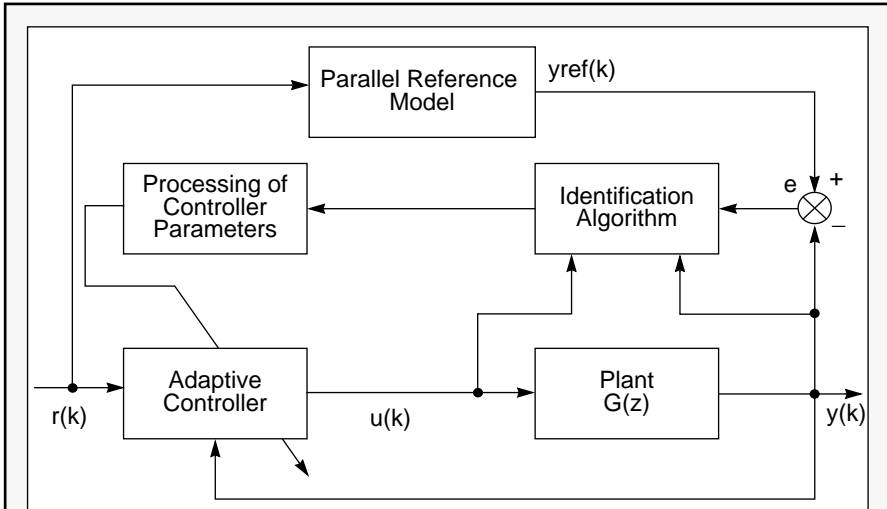 Parallel Reference
Model
yref(k)
Processing of
Controller
Parameters
Identification
Algorithm
e
+
−
Adaptive
Controller
Plant
G(z)
r(k)
u(k)
y(k)